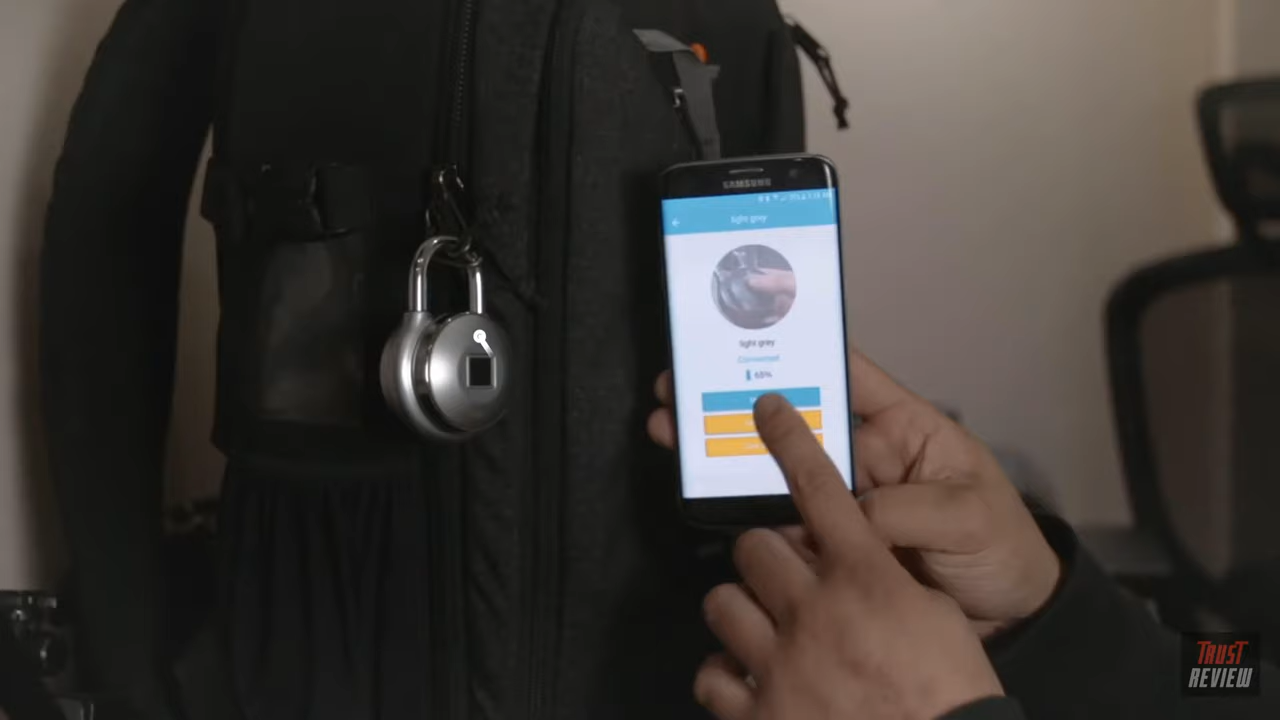 SAMSUNG
light grey
light grey
Connected
65%
TRUST
REVIEW